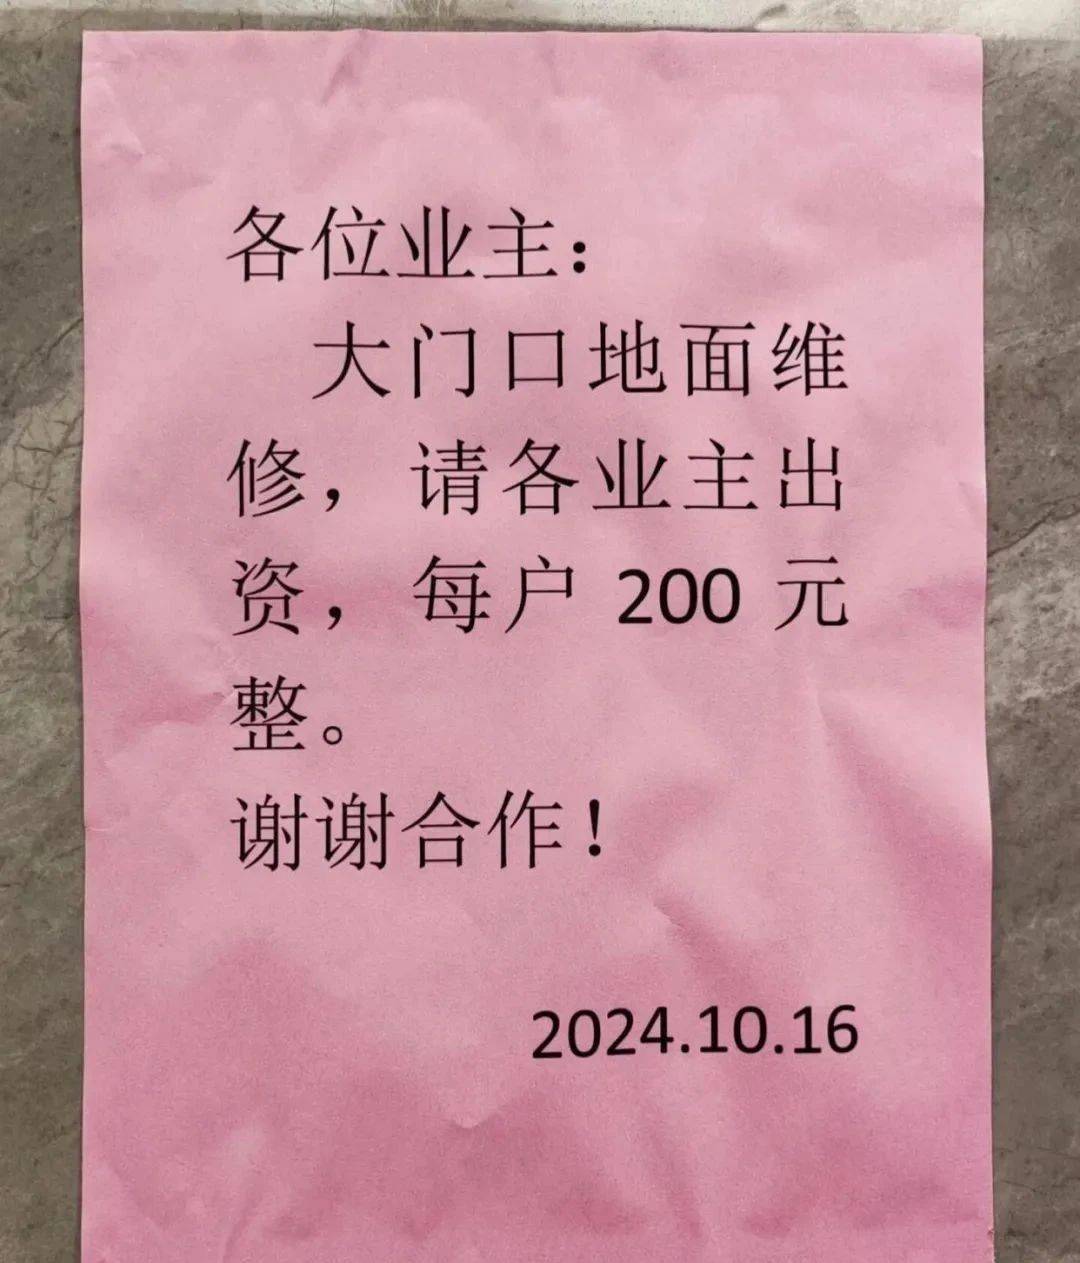 各位业主：
大门口地面维
修，请各业主出
资，每户 200 元
整。
谢谢合作！
2024.10.16